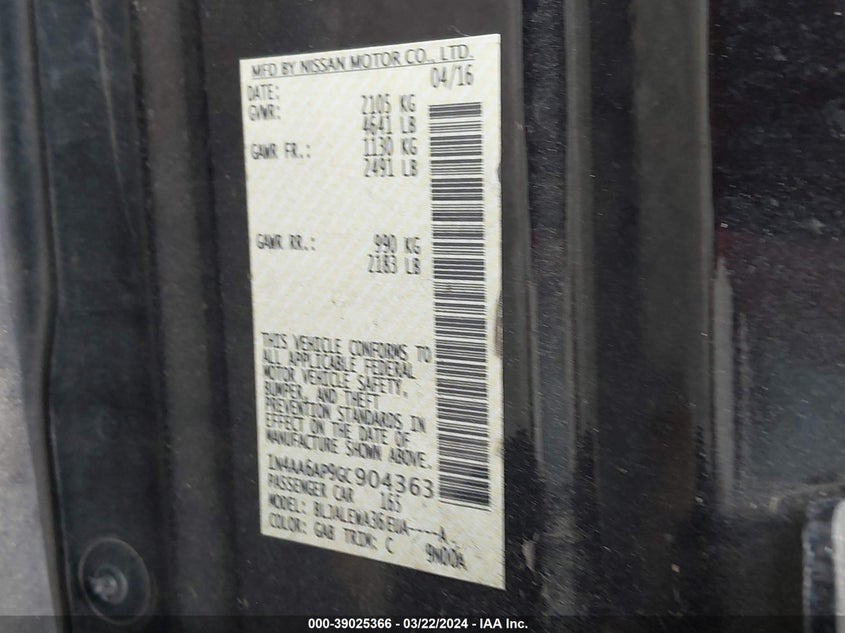 MFD BY NISSAN MOTOR CO., LTD.
DATE: 04/16
GVWR: 2105 KG
4641 LB
GAWR FR.: 1130 KG
2491 LB
GAWR RR.: 990 KG
2183 LB
THIS VEHICLE CONFORMS TO
ALL APPLICABLE FEDERAL
MOTOR VEHICLE SAFETY,
BUMPER, AND THEFT
PREVENTION STANDARDS IN
EFFECT ON THE DATE OF
MANUFACTURE SHOWN ABOVE.
1N4AA6AP9GC904363
PASSENGER CAR 165
MODEL: BLJALEWA36EUA----A
COLOR: GAB TRIM: C 9N00A
000-39025366 - 03/22/2024 - IAA Inc.